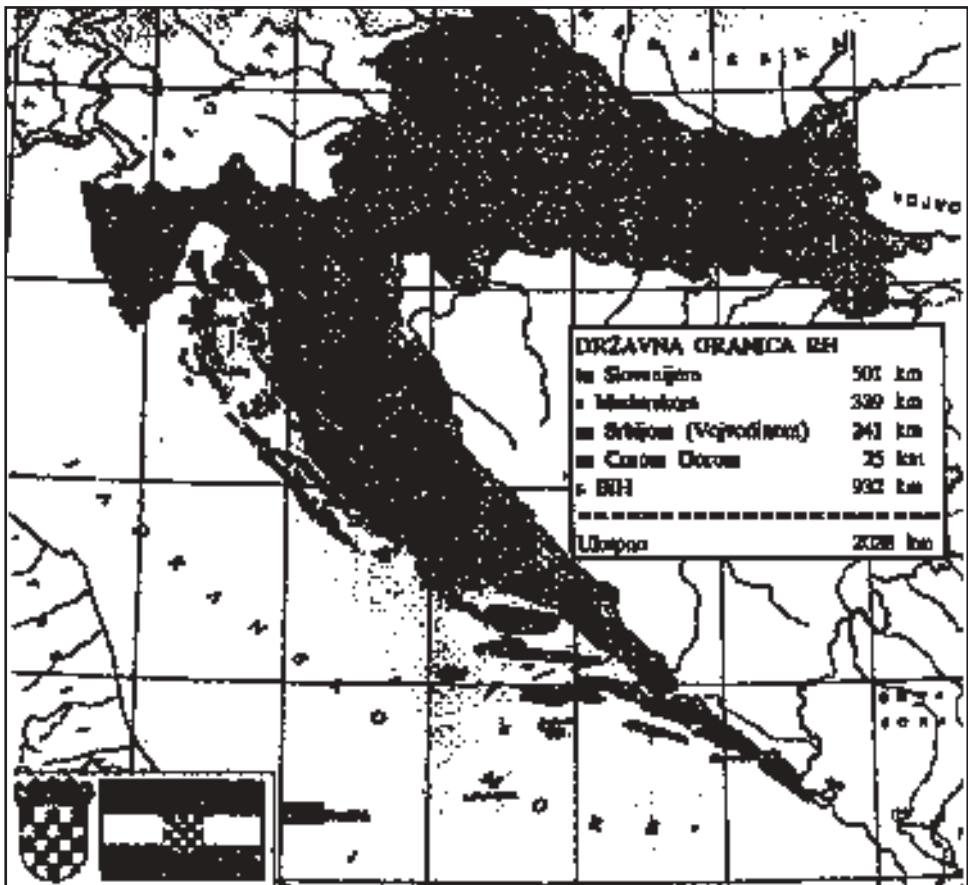 VOJVO
DRŽAVNA GRANICA RH
sa Slovenijom 501 km
s Mađarskom 329 km
sa Srbijom (Vojvodinom) 241 km
sa Crnom Gorom 25 km
s BIH 932 km
Ukupno 2028 km